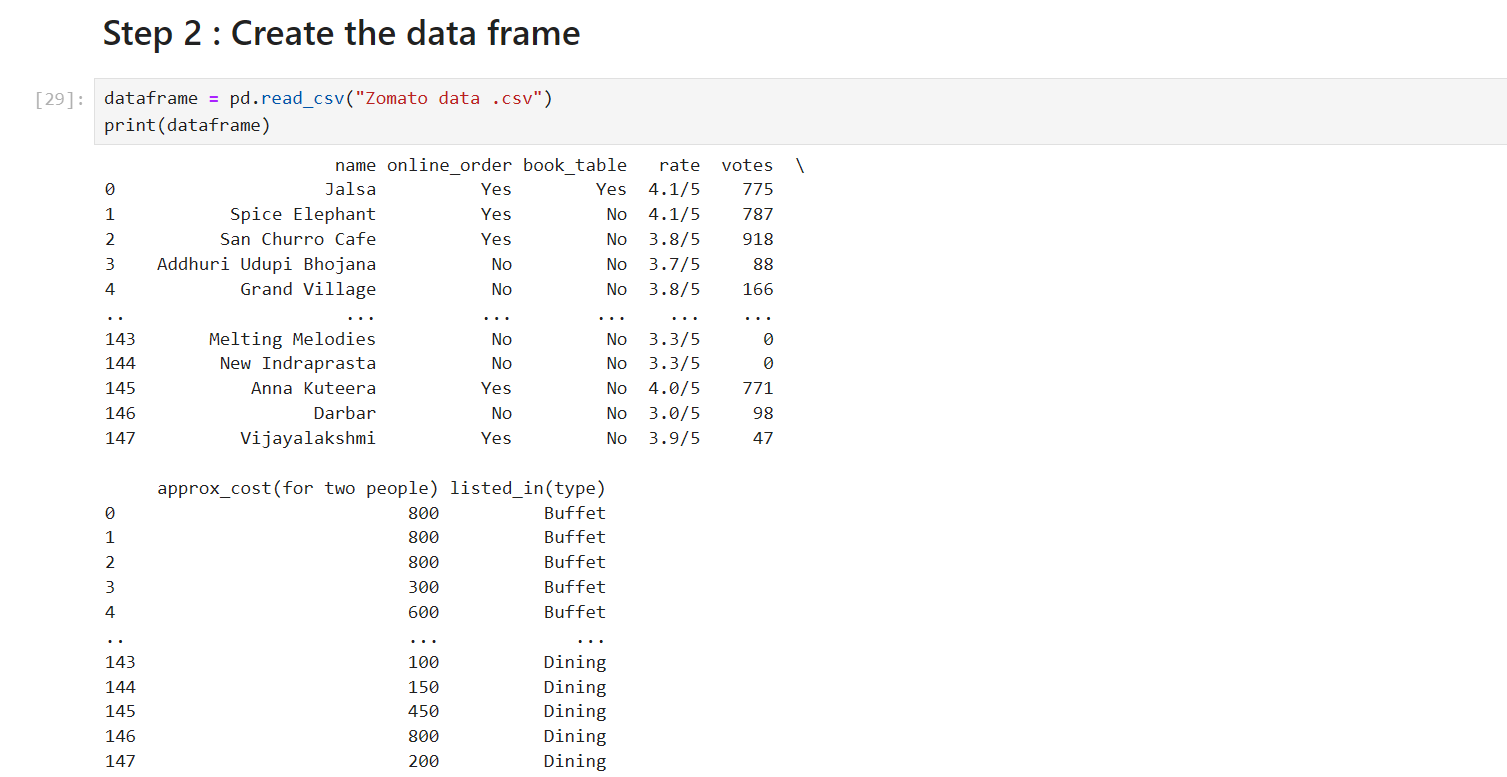 Step 2 : Create the data frame
[29]: dataframe = pd.read_csv("Zomato data .csv")
print(dataframe)
name online_order book_table rate votes \
0 Jalsa Yes Yes 4.1/5 775
1 Spice Elephant Yes No 4.1/5 787
2 San Churro Cafe Yes No 3.8/5 918
3 Addhuri Udupi Bhojana No No 3.7/5 88
4 Grand Village No No 3.8/5 166
.. ... ... ... ... ...
143 Melting Melodies No No 3.3/5 0
144 New Indraprasta No No 3.3/5 0
145 Anna Kuteera Yes No 4.0/5 771
146 Darbar No No 3.0/5 98
147 Vijayalakshmi Yes No 3.9/5 47
approx_cost(for two people) listed_in(type)
0 800 Buffet
1 800 Buffet
2 800 Buffet
3 300 Buffet
4 600 Buffet
.. ... ...
143 100 Dining
144 150 Dining
145 450 Dining
146 800 Dining
147 200 Dining